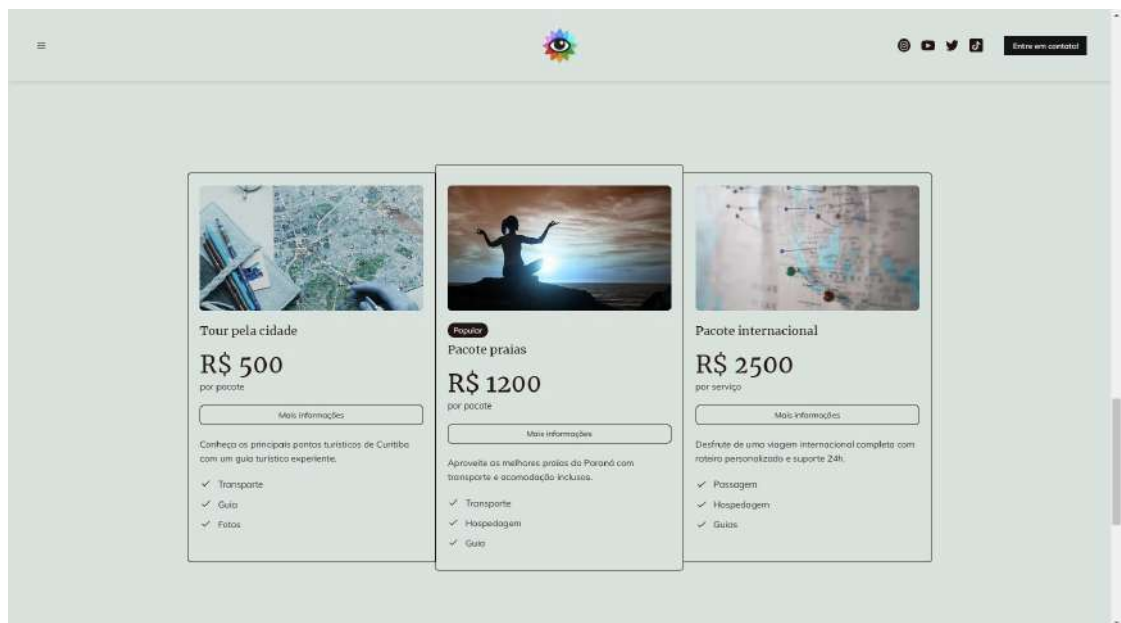 Entre em contato!
Tour pela cidade
R$ 500
por pacote
Mais informações
Conheça os principais pontos turísticos de Curitiba
com um guia turístico experiente.
Transporte
Guia
Fotos
Popular
Pacote praias
R$ 1200
por pacote
Mais informações
Aproveite as melhores praias do Paraná com
transporte e acomodação inclusos.
Transporte
Hospedagem
Guia
Pacote internacional
R$ 2500
por serviço
Mais informações
Desfrute de uma viagem internacional completa com
roteiro personalizado e suporte 24h.
Passagem
Hospedagem
Guias